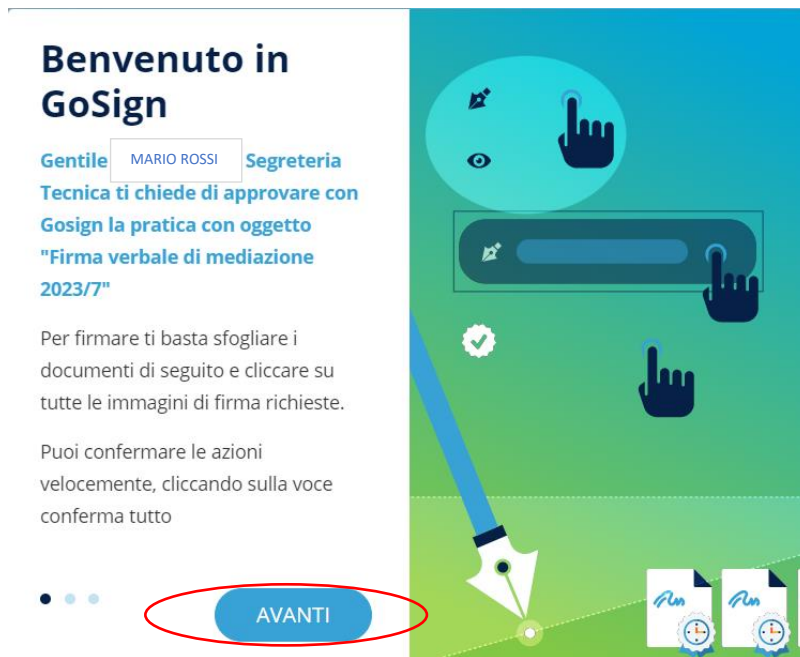 Benvenuto in
GoSign
Gentile MARIO ROSSI Segreteria
Tecnica ti chiede di approvare con
Gosign la pratica con oggetto
"Firma verbale di mediazione
2023/7"
Per firmare ti basta sfogliare i
documenti di seguito e cliccare su
tutte le immagini di firma richieste.
Puoi confermare le azioni
velocemente, cliccando sulla voce
conferma tutto
AVANTI